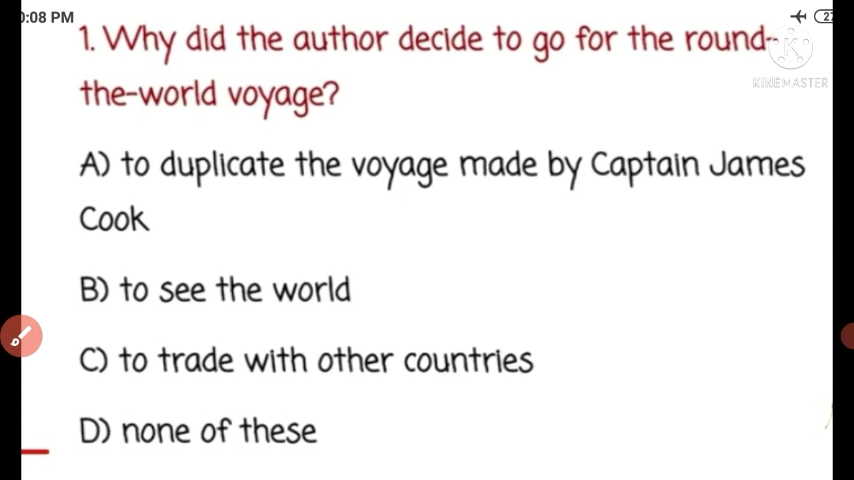 :08 PM
27
1. Why did the author decide to go for the round-
KINEMASTER
the-world voyage?
A) to duplicate the voyage made by Captain James
Cook
B) to see the world
C) to trade with other countries
D) none of these